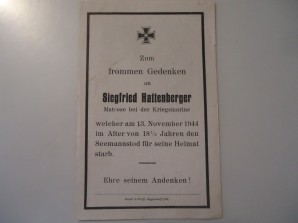 Zum
frommen Gedenken
an
Siegfried Hattenberger
Matrose bei der Kriegsmarine
welcher am 13. November 1944
im Alter von 18½ Jahren den
Seemannstod für seine Heimat
starb.
Ehre seinem Andenken!